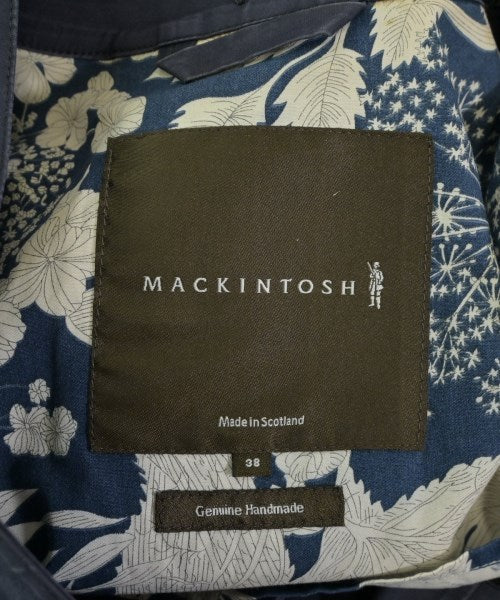 MACKINTOSH
Made in Scotland
38
Genuine Handmade